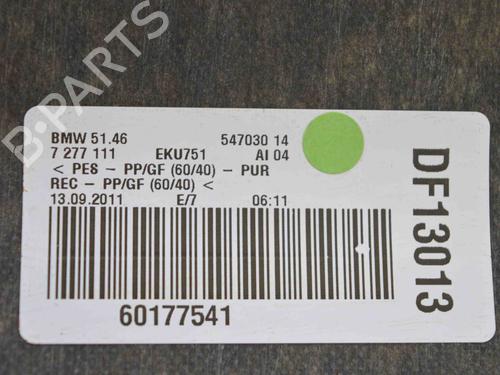 B-PARTS
BMW 51.46 547030 14
7 277 111 EKU751 AI 04
< PES - PP/GF (60/40) - PUR
REC - PP/GF (60/40) <
13.09.2011 E/7 06:11
60177541
DF13013